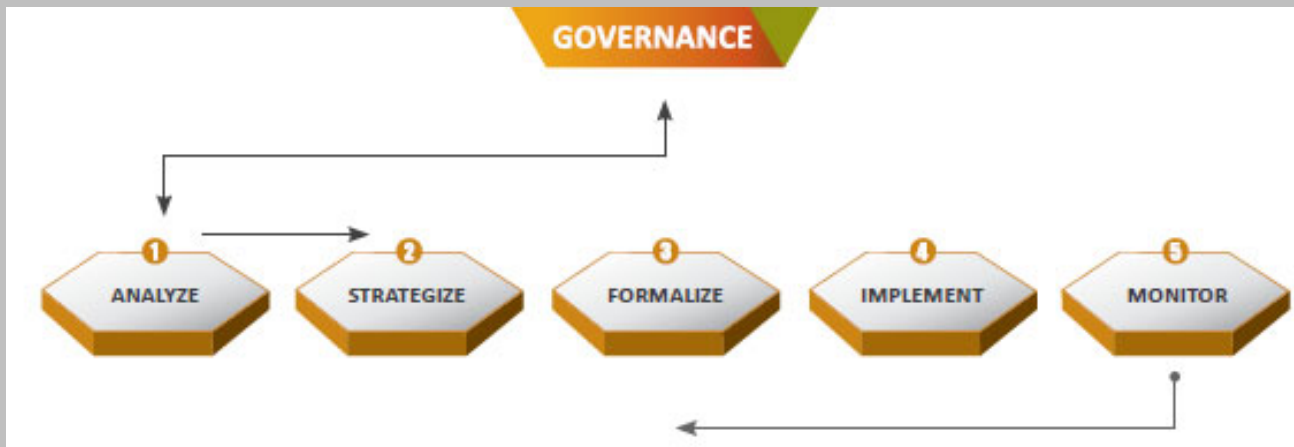 GOVERNANCE
1
2
3
4
5
ANALYZE
STRATEGIZE
FORMALIZE
IMPLEMENT
MONITOR